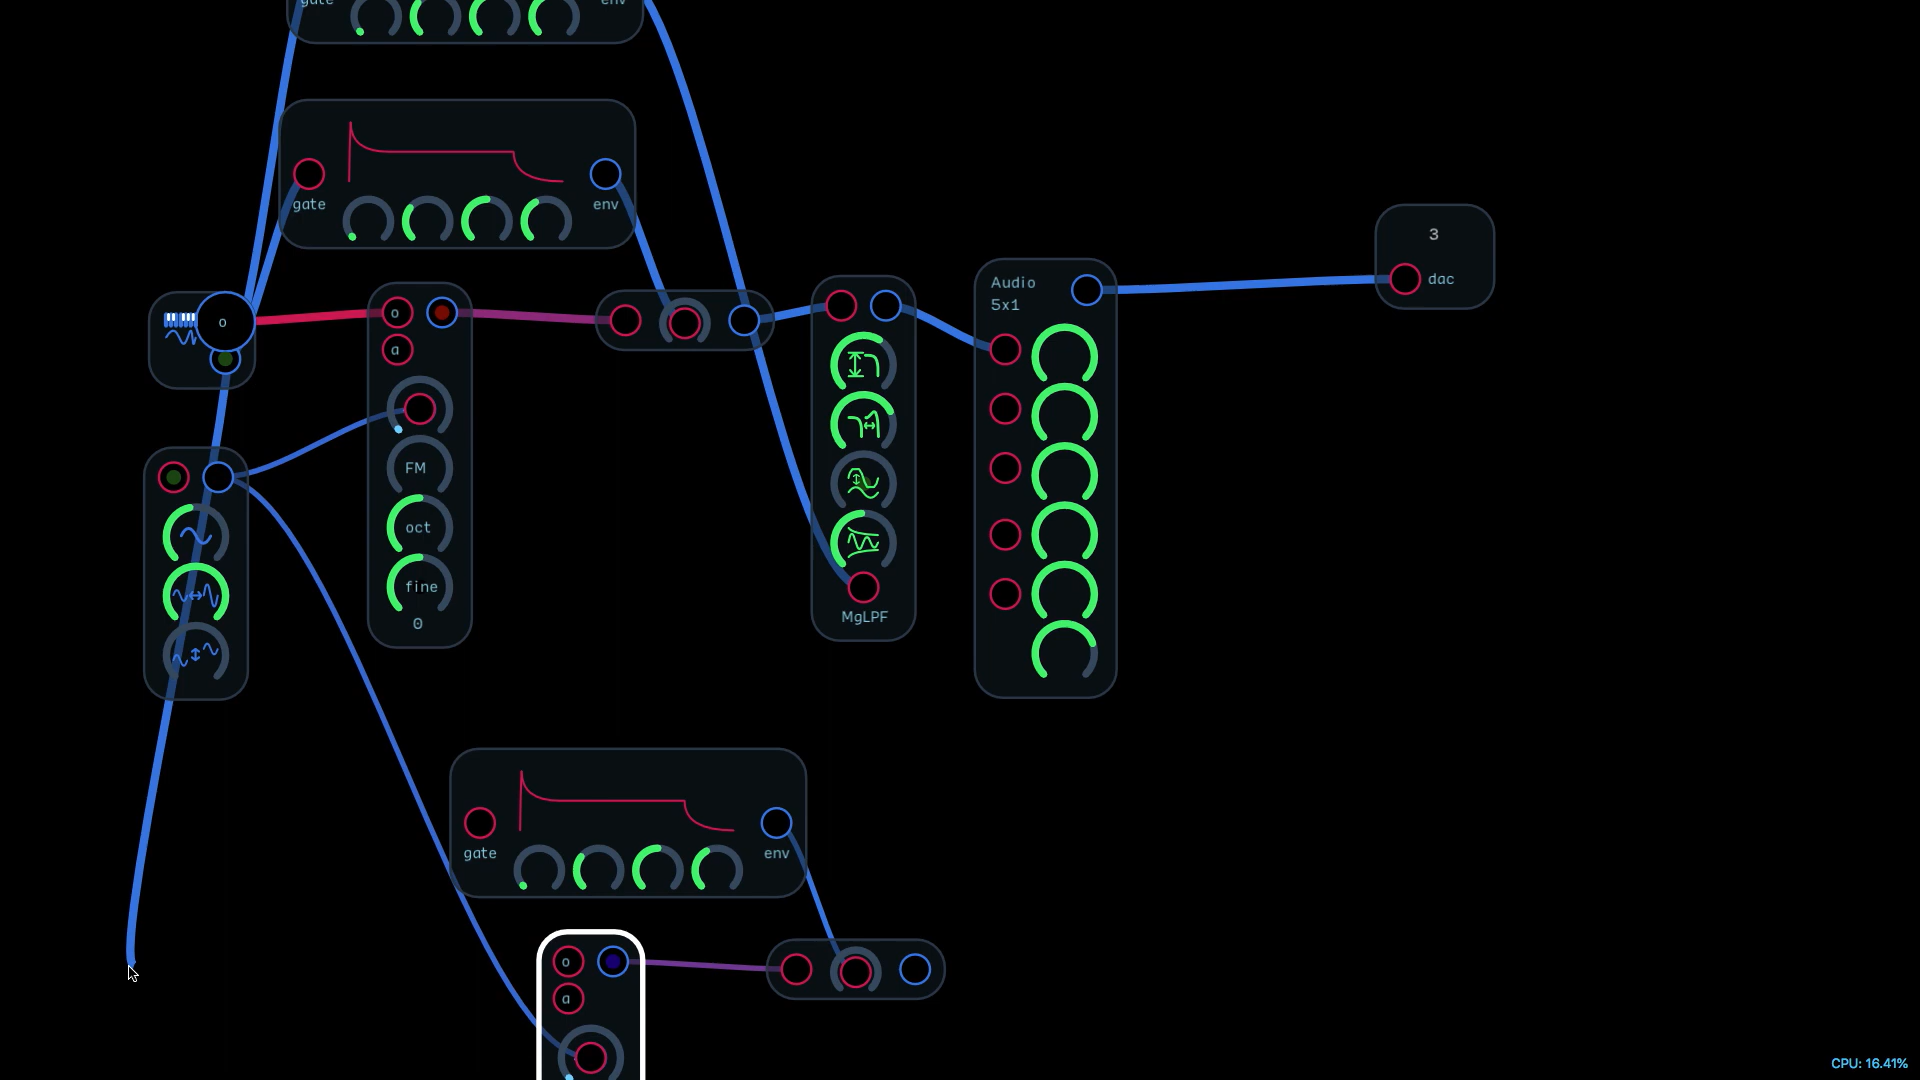 gate env
gate env
3
dac
Audio
5x1
o
o
a
FM
oct
fine
0
MgLPF
gate env
o
a
CPU: 16.41%